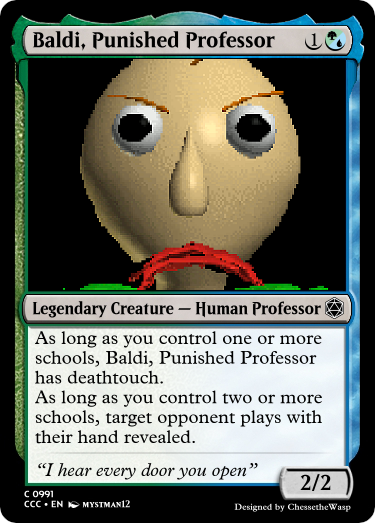 Baldi, Punished Professor 1
Legendary Creature — Human Professor
As long as you control one or more
schools, Baldi, Punished Professor
has deathtouch.
As long as you control two or more
schools, target opponent plays with
their hand revealed.
“I hear every door you open”
2/2
C 0991
CCC • EN MYSTMAN12
Designed by ChessetheWasp